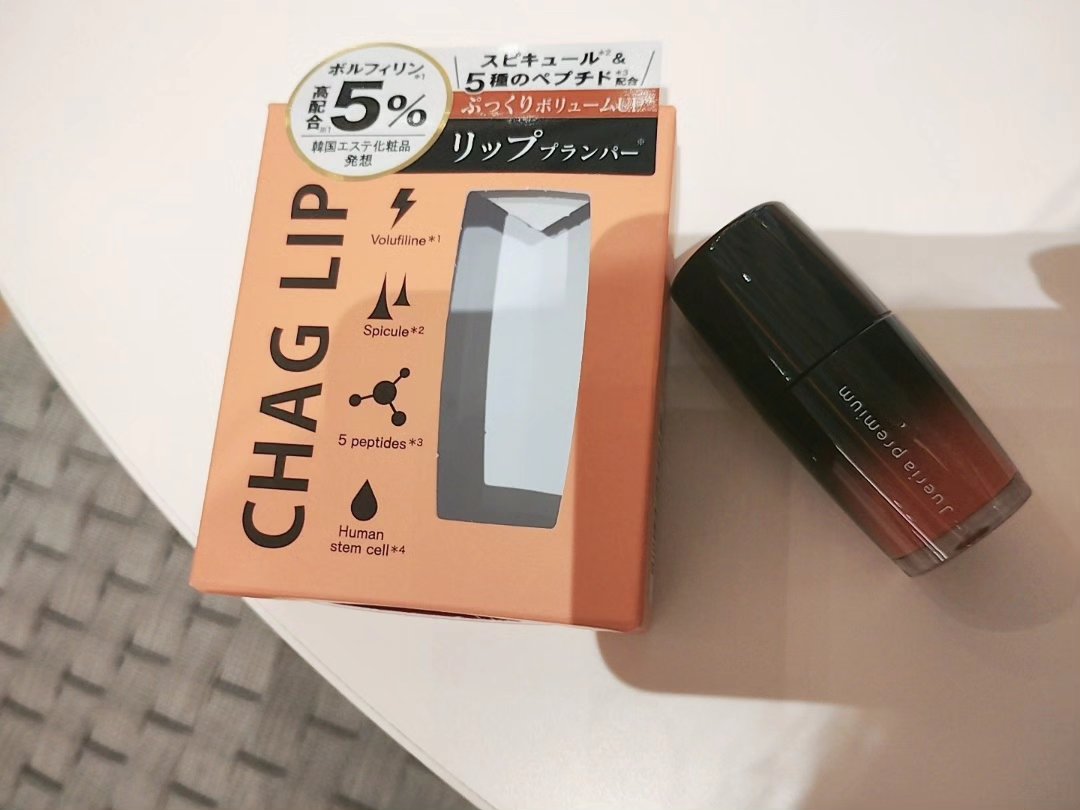 ボルフィリン※1
高配合※1
5%
韓国エステ化粧品
発想
スピキュール※2&
5種のペプチド※3配合
ぷっくりボリュームUP※
リッププランパー※
CHAG LIP
Volufiline*1
Spicule*2
5 peptides*3
Human
stem cell*4
Jueria premium